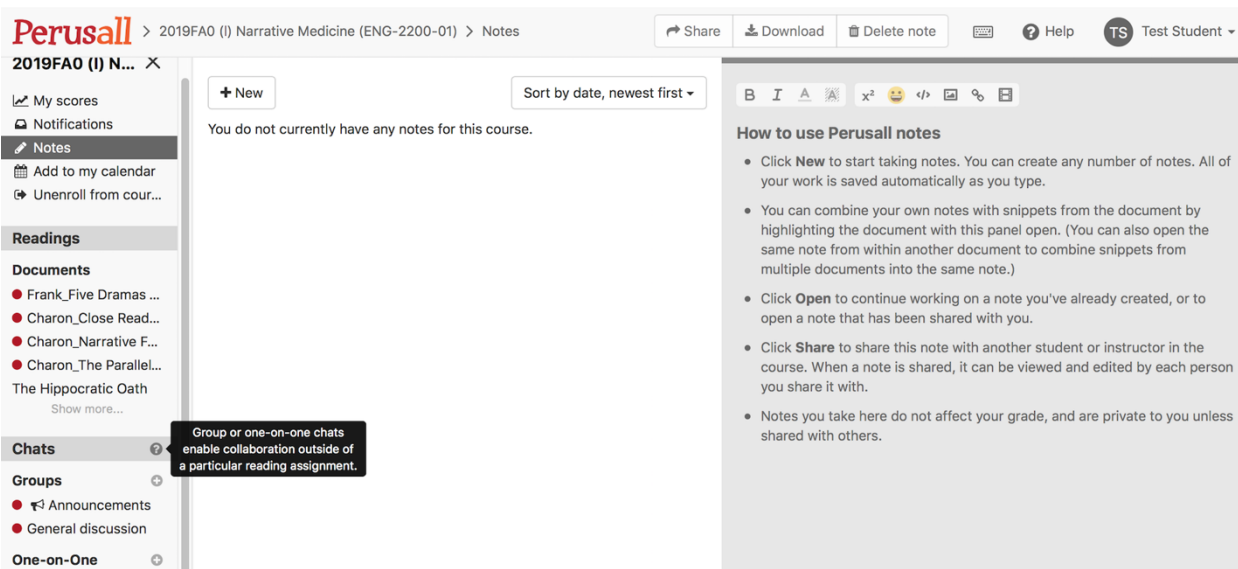 Perusall > 2019FA0 (I) Narrative Medicine (ENG-2200-01) > Notes
Share
Download
Delete note
Help
TS Test Student
2019FA0 (I) N... ×
My scores
Notifications
Notes
Add to my calendar
Unenroll from cour...
Readings
Documents
Frank_Five Dramas ...
Charon_Close Read...
Charon_Narrative F...
Charon_The Parallel...
The Hippocratic Oath
Show more...
Chats ?
Group or one-on-one chats
enable collaboration outside of
a particular reading assignment.
Groups
Announcements
General discussion
One-on-One
+ New
Sort by date, newest first
You do not currently have any notes for this course.
B I A A x² </>
How to use Perusall notes
• Click New to start taking notes. You can create any number of notes. All of
your work is saved automatically as you type.
• You can combine your own notes with snippets from the document by
highlighting the document with this panel open. (You can also open the
same note from within another document to combine snippets from
multiple documents into the same note.)
• Click Open to continue working on a note you've already created, or to
open a note that has been shared with you.
• Click Share to share this note with another student or instructor in the
course. When a note is shared, it can be viewed and edited by each person
you share it with.
• Notes you take here do not affect your grade, and are private to you unless
shared with others.